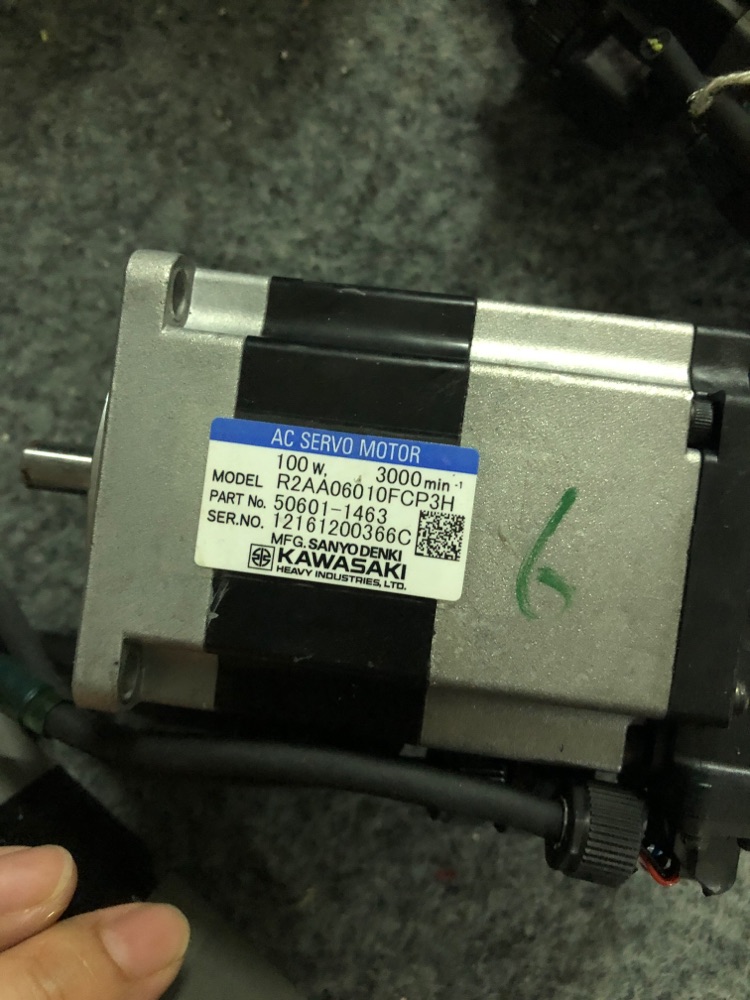 AC SERVO MOTOR
100 W, 3000 min⁻¹
MODEL R2AA06010FCP3H
PART No. 50601-1463
SER.NO. 12161200366C
MFG. SANYO DENKI
KAWASAKI
HEAVY INDUSTRIES, LTD.
6